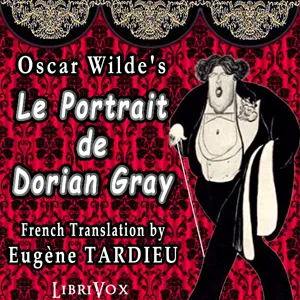 Oscar Wilde's
Le Portrait
de
Dorian Gray
French Translation by
Eugène TARDIEU
LIBRIVOX